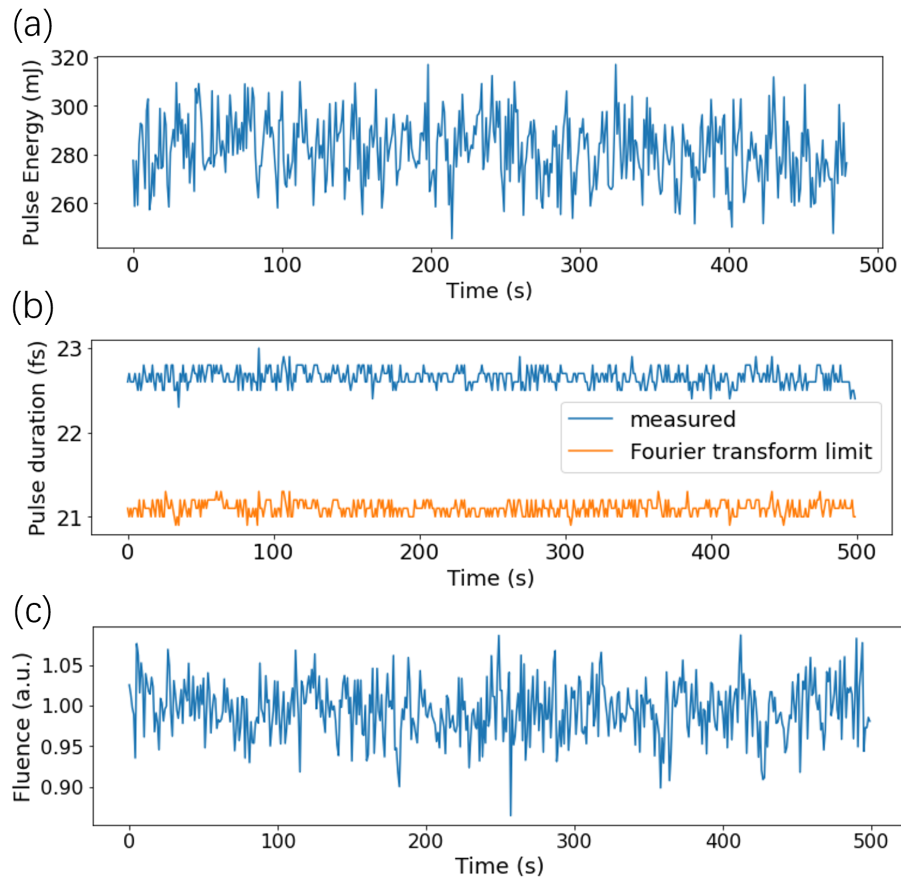 (a)
Pulse Energy (mJ)
320
300
280
260
0 100 200 300 400 500
Time (s)
(b)
Pulse duration (fs)
23
22
21
measured
Fourier transform limit
0 100 200 300 400 500
Time (s)
(c)
Fluence (a.u.)
1.05
1.00
0.95
0.90
0 100 200 300 400 500
Time (s)